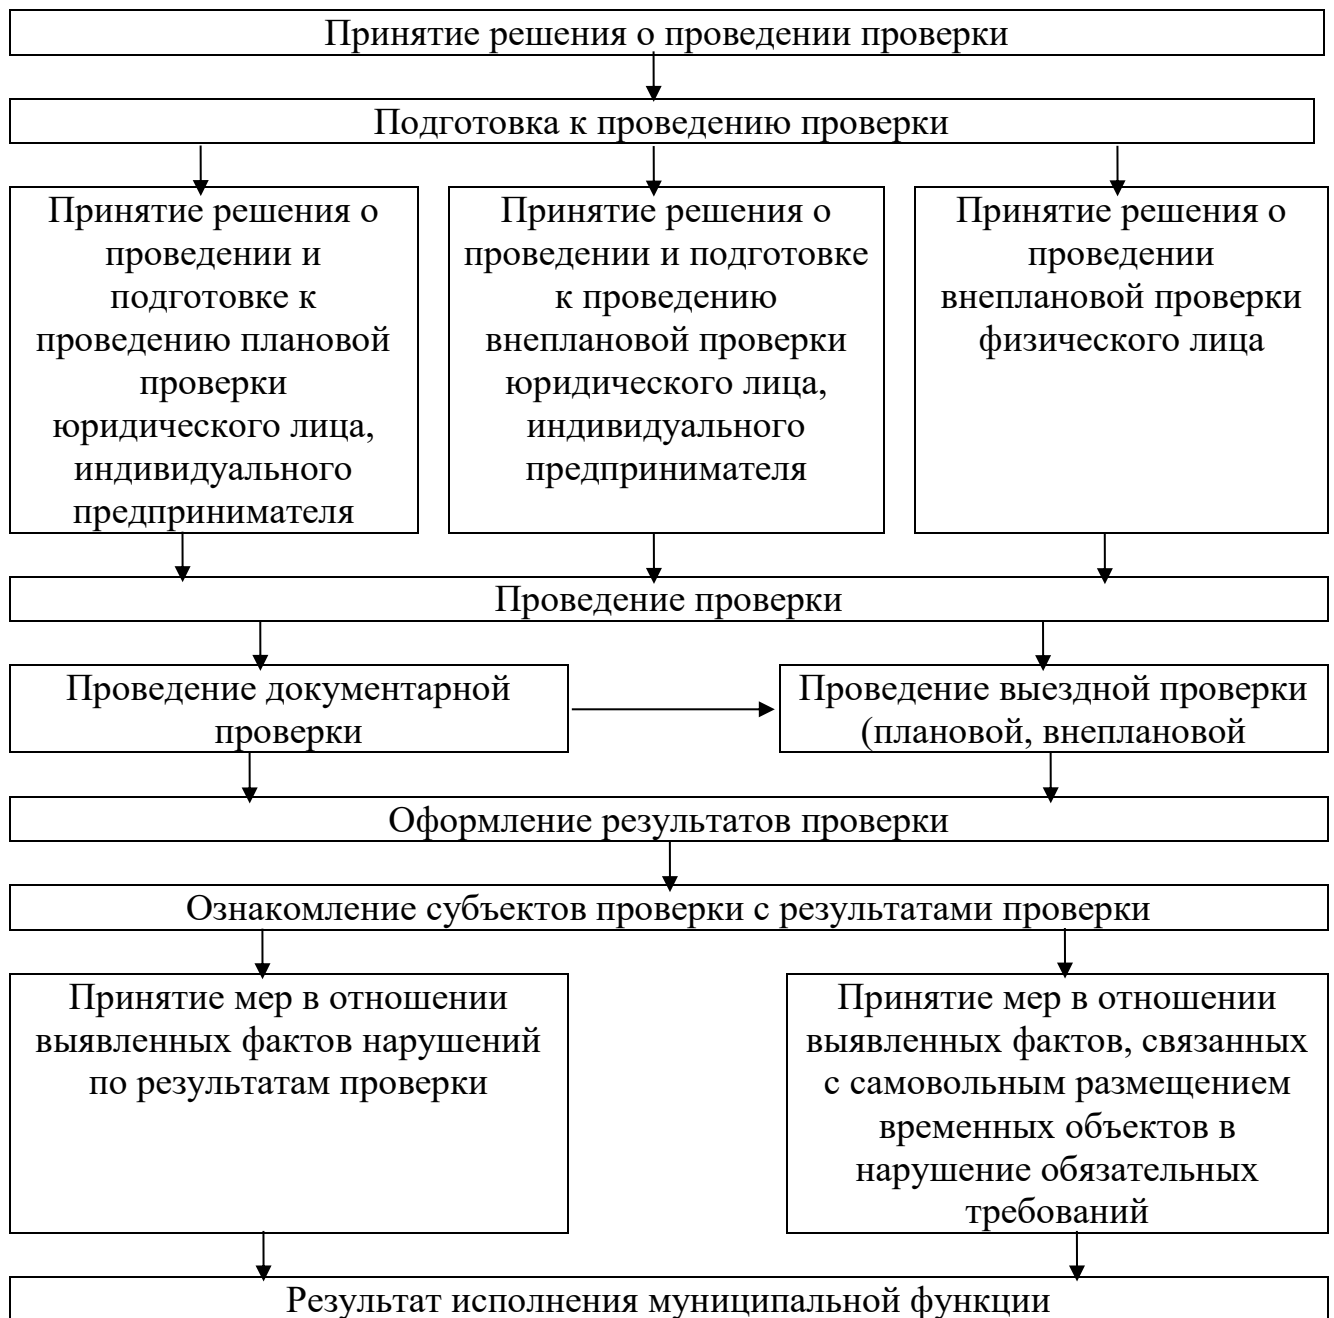 Принятие решения о проведении проверки
Подготовка к проведению проверки
Принятие решения о
проведении и
подготовке к
проведению плановой
проверки
юридического лица,
индивидуального
предпринимателя
Принятие решения о
проведении и подготовке
к проведению
внеплановой проверки
юридического лица,
индивидуального
предпринимателя
Принятие решения о
проведении
внеплановой проверки
физического лица
Проведение проверки
Проведение документарной
проверки
Проведение выездной проверки
(плановой, внеплановой
Оформление результатов проверки
Ознакомление субъектов проверки с результатами проверки
Принятие мер в отношении
выявленных фактов нарушений
по результатам проверки
Принятие мер в отношении
выявленных фактов, связанных
с самовольным размещением
временных объектов в
нарушение обязательных
требований
Результат исполнения муниципальной функции